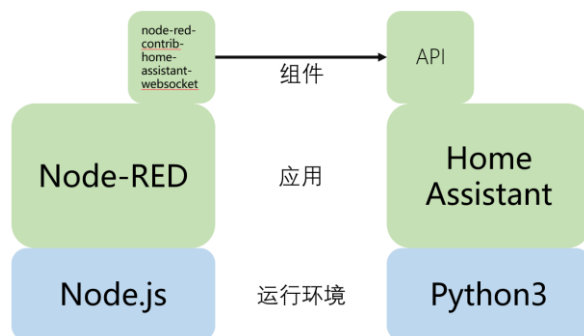 node-red-
contrib-
home-
assistant-
websocket
组件
API
Node-RED
应用
Home
Assistant
Node.js
运行环境
Python3